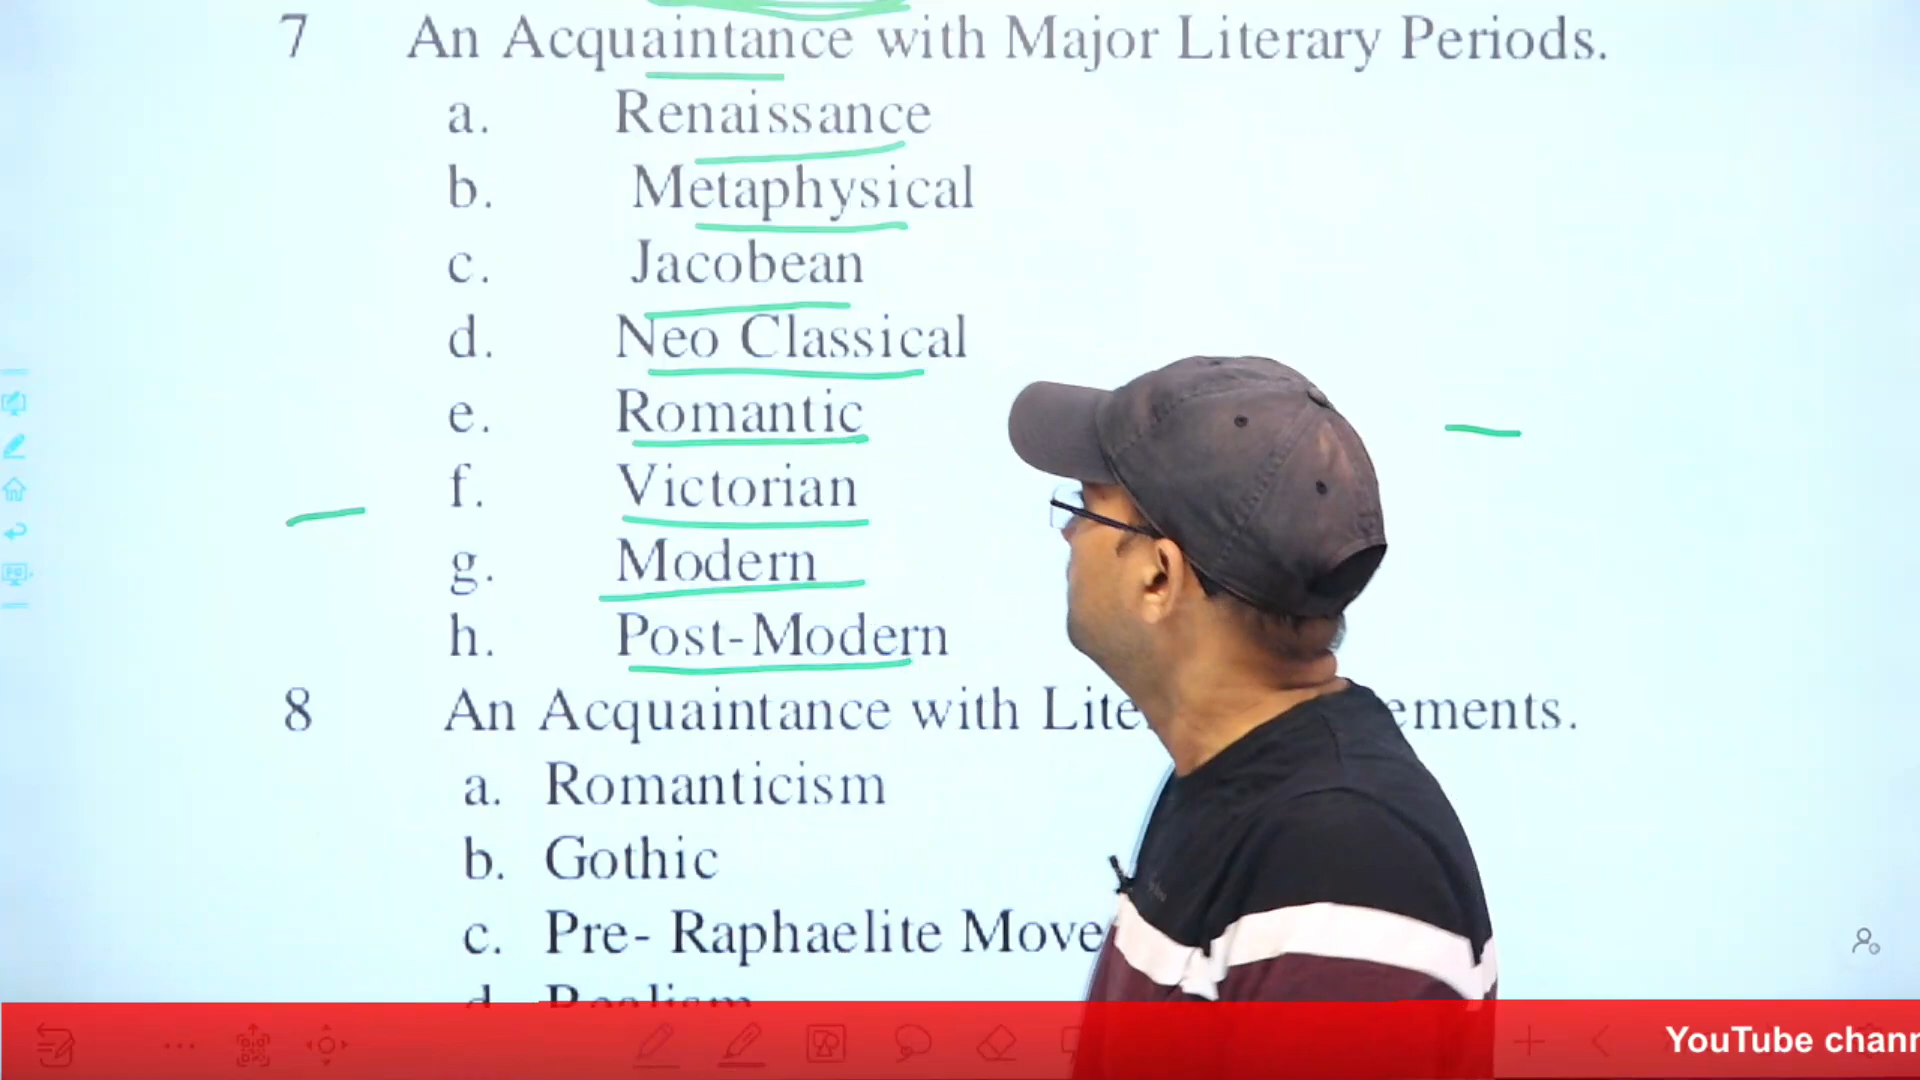 7 An Acquaintance with Major Literary Periods.
a. Renaissance
b. Metaphysical
c. Jacobean
d. Neo Classical
e. Romantic
f. Victorian
g. Modern
h. Post-Modern
8 An Acquaintance with ements.
a. Romanticism
b. Gothic
c. Pre- Raphaelite Move
d. Realism
YouTube chann